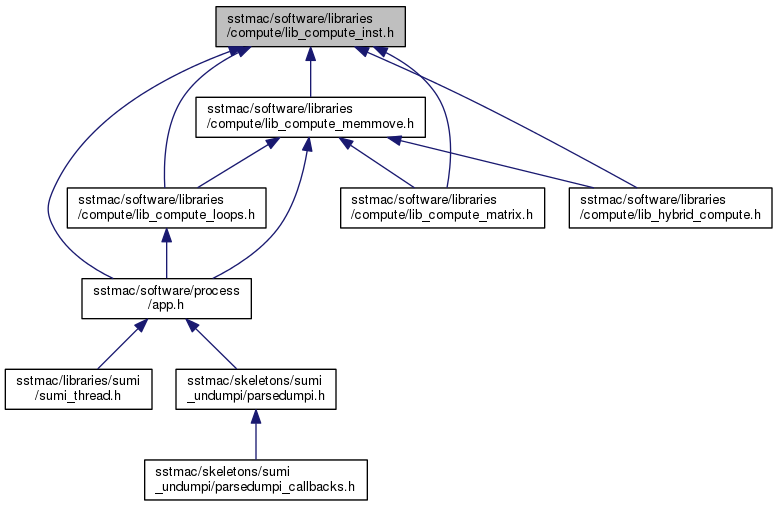 sstmac/software/libraries
/compute/lib_compute_inst.h
sstmac/software/libraries
/compute/lib_compute_memmove.h
sstmac/software/libraries
/compute/lib_compute_loops.h
sstmac/software/libraries
/compute/lib_compute_matrix.h
sstmac/software/libraries
/compute/lib_hybrid_compute.h
sstmac/software/process
/app.h
sstmac/libraries/sumi
/sumi_thread.h
sstmac/skeletons/sumi
_undumpi/parsedumpi.h
sstmac/skeletons/sumi
_undumpi/parsedumpi_callbacks.h